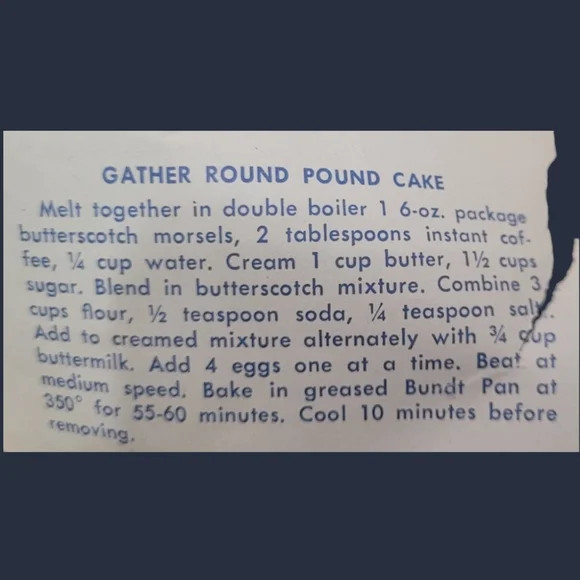 GATHER ROUND POUND CAKE
Melt together in double boiler 1 6-oz. package
butterscotch morsels, 2 tablespoons instant cof-
fee, ¼ cup water. Cream 1 cup butter, 1½ cups
sugar. Blend in butterscotch mixture. Combine 3
cups flour, ½ teaspoon soda, ¼ teaspoon salt.
Add to creamed mixture alternately with ¾ cup
buttermilk. Add 4 eggs one at a time. Beat at
medium speed. Bake in greased Bundt Pan at
350° for 55-60 minutes. Cool 10 minutes before
removing.